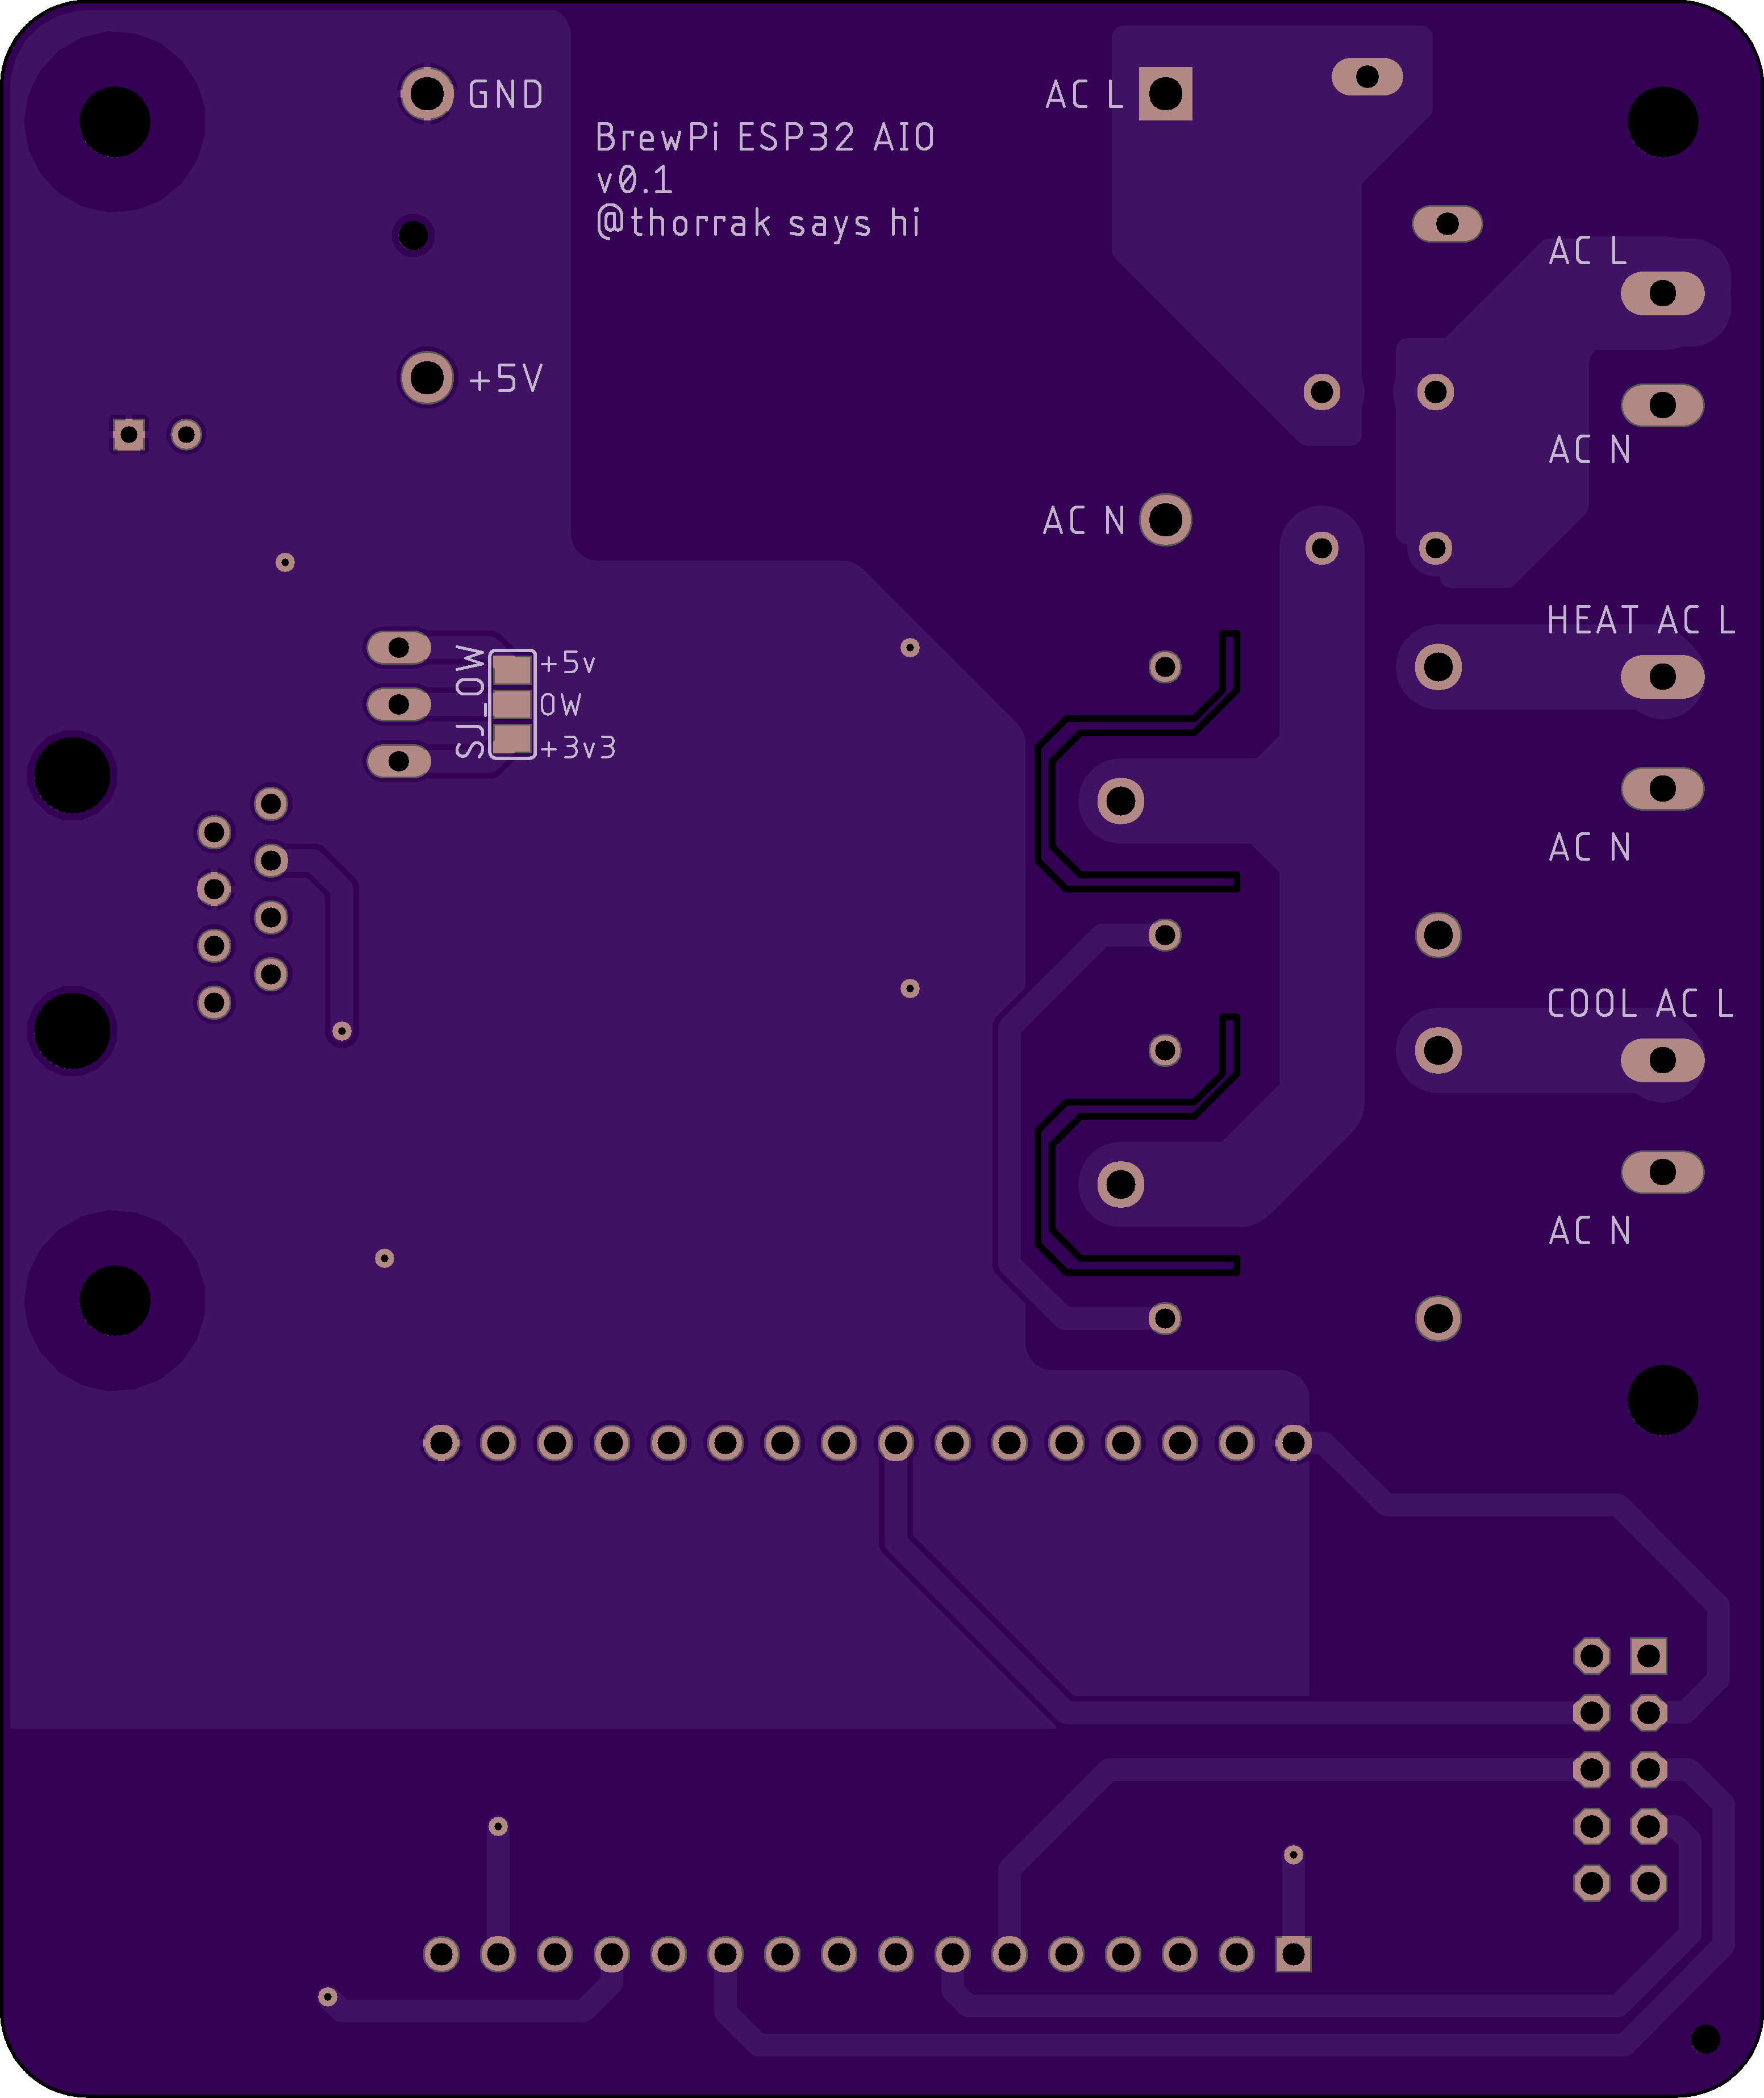 GND
AC L
BrewPi ESP32 AIO
v0.1
@thorrak says hi
AC L
+5V
AC N
AC N
HEAT AC L
SJ_OW
+5v
OW
+3v3
AC N
COOL AC L
AC N